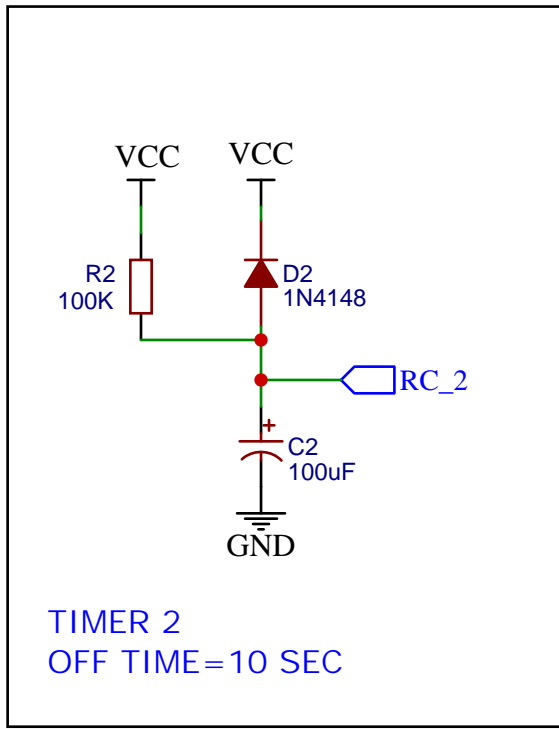 VCC VCC
R2
100K
D2
1N4148
RC_2
+
C2
100uF
GND
TIMER 2
OFF TIME=10 SEC